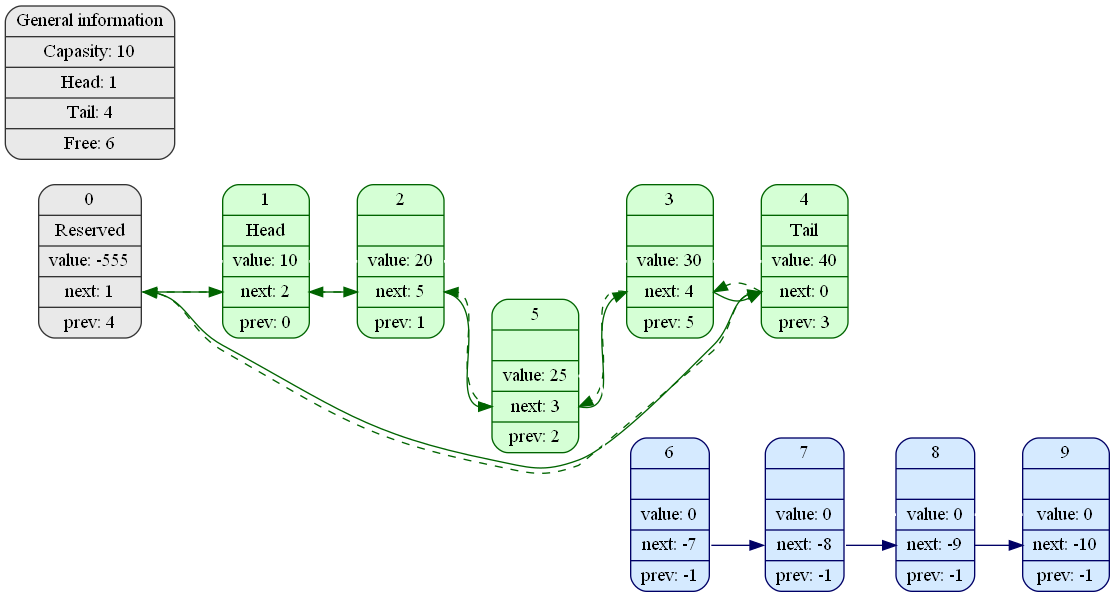 General information
Capasity: 10
Head: 1
Tail: 4
Free: 6
0
Reserved
value: -555
next: 1
prev: 4
1
Head
value: 10
next: 2
prev: 0
2
value: 20
next: 5
prev: 1
5
value: 25
next: 3
prev: 2
3
value: 30
next: 4
prev: 5
4
Tail
value: 40
next: 0
prev: 3
6
value: 0
next: -7
prev: -1
7
value: 0
next: -8
prev: -1
8
value: 0
next: -9
prev: -1
9
value: 0
next: -10
prev: -1